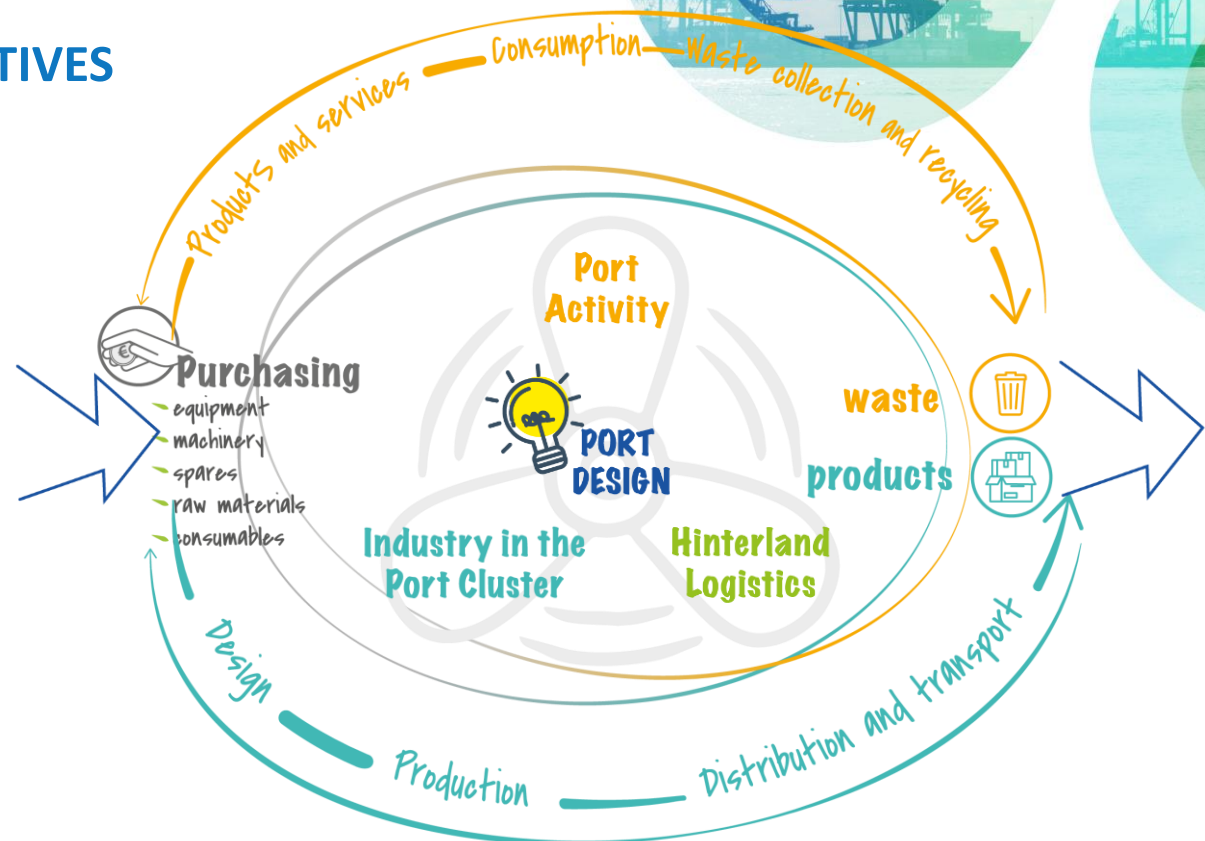 TIVES
Products and services
Consumption
Waste collection and recycling
Port
Activity
€
Purchasing
equipment
machinery
spares
raw materials
consumables
PORT
DESIGN
waste
products
Industry in the
Port Cluster
Hinterland
Logistics
Design
Production
Distribution and transport